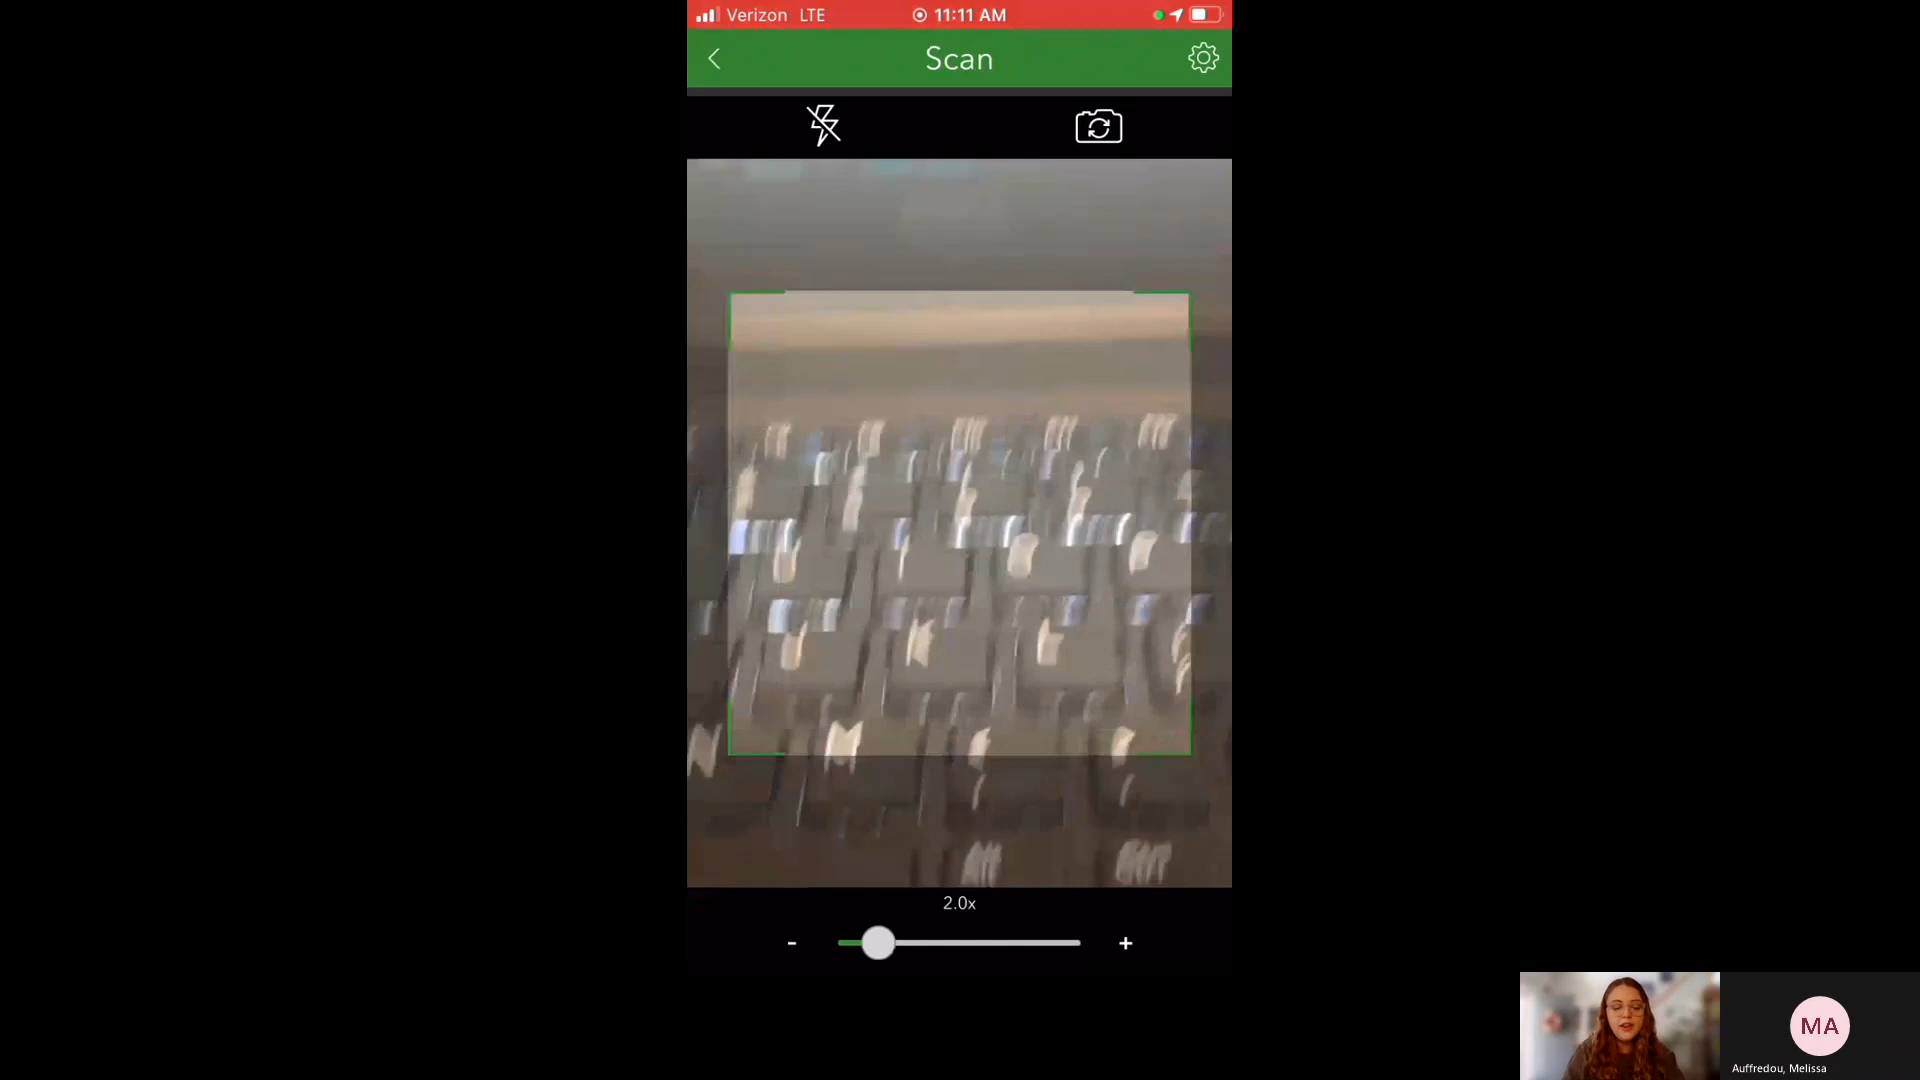 Verizon LTE 11:11 AM
Scan
2.0x
- +
MA
Auffredou, Melissa